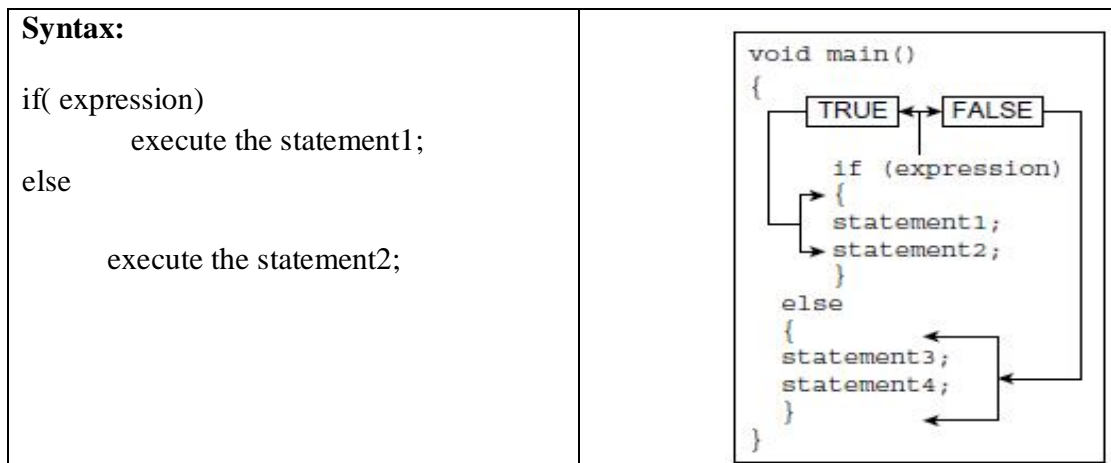 Syntax:
if( expression)
execute the statement1;
else
execute the statement2;
void main()
{
TRUE FALSE
if (expression)
{
statement1;
statement2;
}
else
{
statement3;
statement4;
}
}